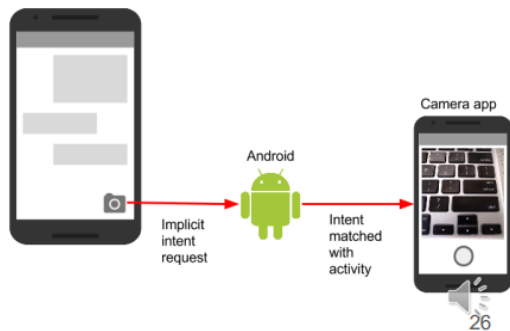 Camera app
Android
Implicit
intent
request
Intent
matched
with
activity
26